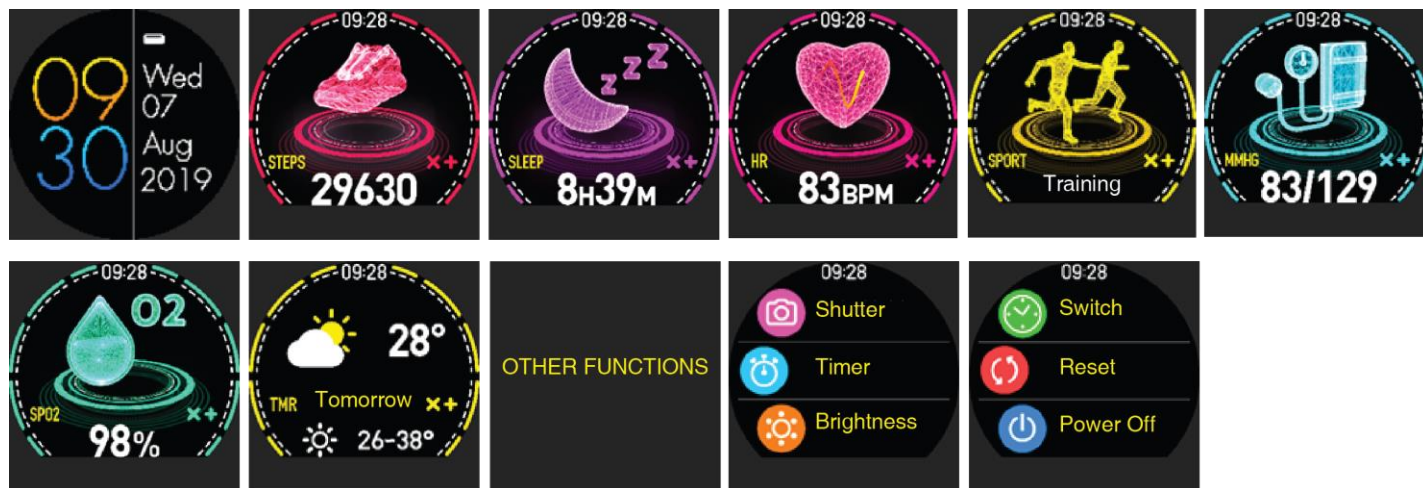 09
30
Wed
07
Aug
2019
09:28
STEPS
29630
09:28
z z z
SLEEP
8H39M
09:28
HR
83BPM
09:28
SPORT
Training
09:28
MMHG
83/129
09:28
O2
SPO2
98%
09:28
28°
TMR Tomorrow
26-38°
OTHER FUNCTIONS
09:28
Shutter
Timer
Brightness
09:28
Switch
Reset
Power Off